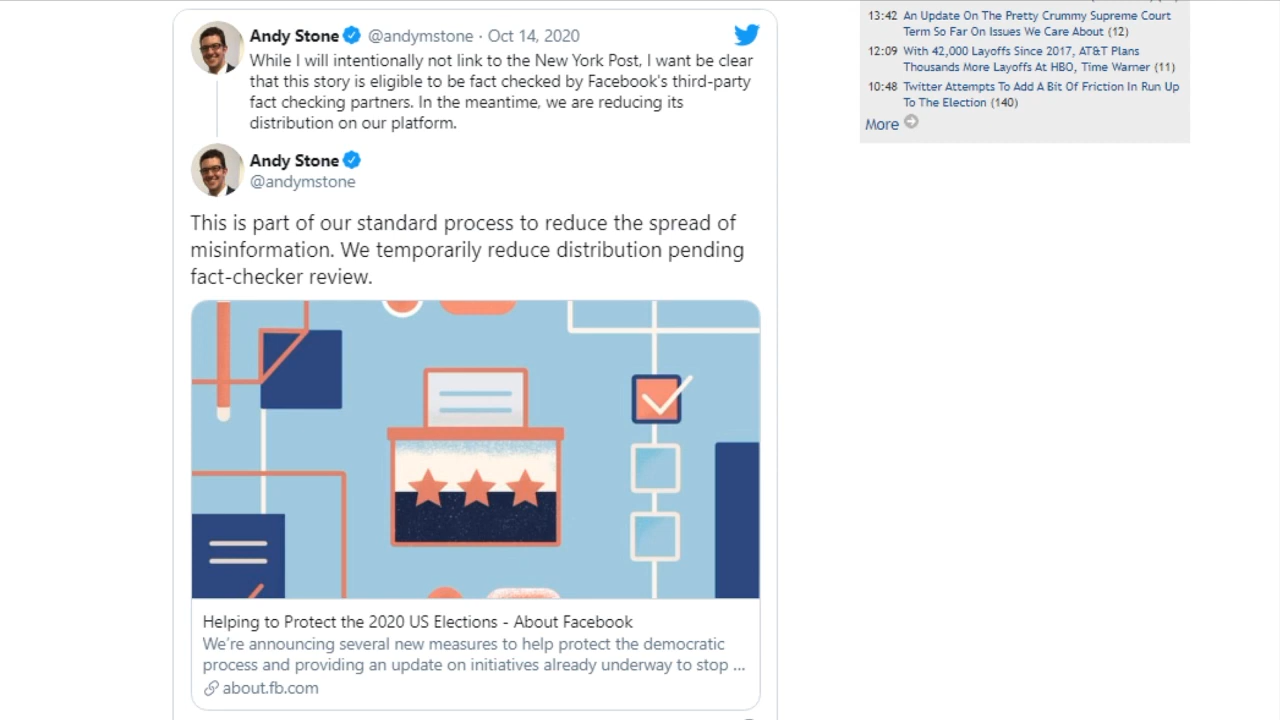 Andy Stone @andymstone · Oct 14, 2020
While I will intentionally not link to the New York Post, I want be clear
that this story is eligible to be fact checked by Facebook's third-party
fact checking partners. In the meantime, we are reducing its
distribution on our platform.
Andy Stone
@andymstone
This is part of our standard process to reduce the spread of
misinformation. We temporarily reduce distribution pending
fact-checker review.
Helping to Protect the 2020 US Elections - About Facebook
We're announcing several new measures to help protect the democratic
process and providing an update on initiatives already underway to stop ...
about.fb.com
13:42 An Update On The Pretty Crummy Supreme Court
Term So Far On Issues We Care About (12)
12:09 With 42,000 Layoffs Since 2017, AT&T Plans
Thousands More Layoffs At HBO, Time Warner (11)
10:48 Twitter Attempts To Add A Bit Of Friction In Run Up
To The Election (140)
More